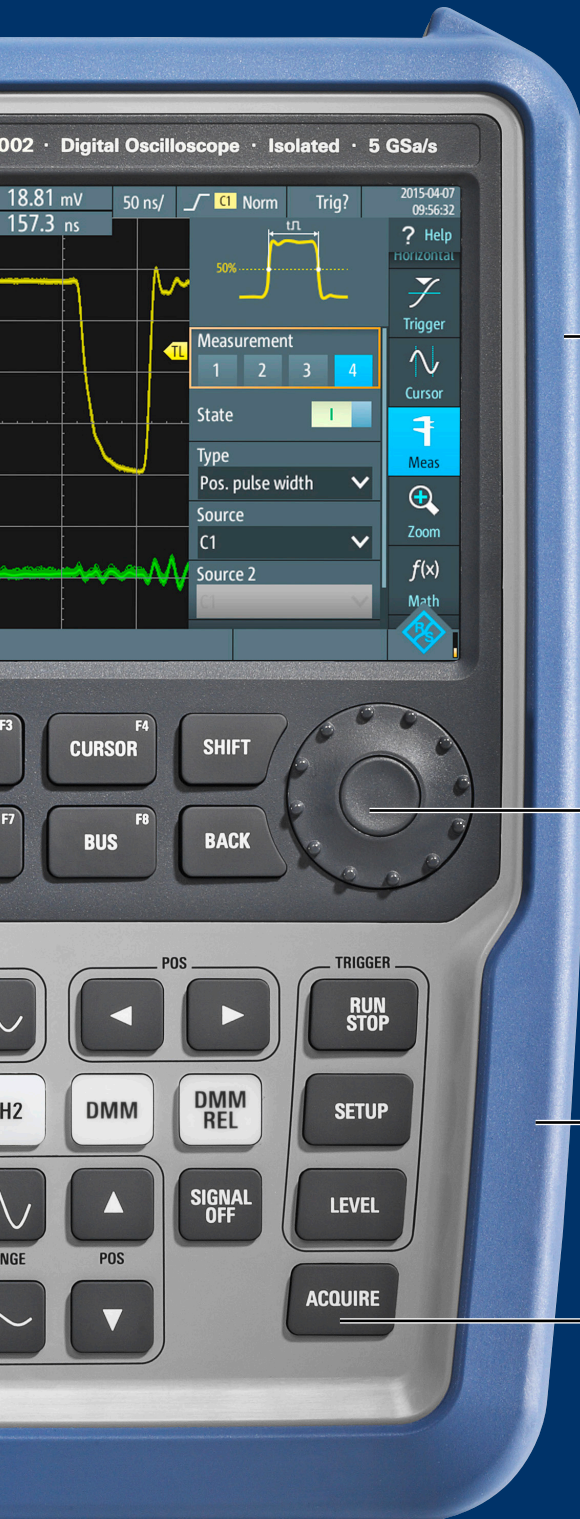 002 · Digital Oscilloscope · Isolated · 5 GSa/s
18.81 mV
157.3 ns
50 ns/
C1 Norm
Trig?
2015-04-07
09:56:32
50%
TL
Measurement
1 2 3 4
State
I
Type
Pos. pulse width
Source
C1
Source 2
C1
? Help
Horizontal
Trigger
Cursor
Meas
Zoom
f(x)
Math
R&S
F3
CURSOR F4
SHIFT
F7
BUS F8
BACK
POS
TRIGGER
RUN
STOP
H2
DMM
DMM
REL
SETUP
SIGNAL
OFF
LEVEL
NGE
POS
ACQUIRE